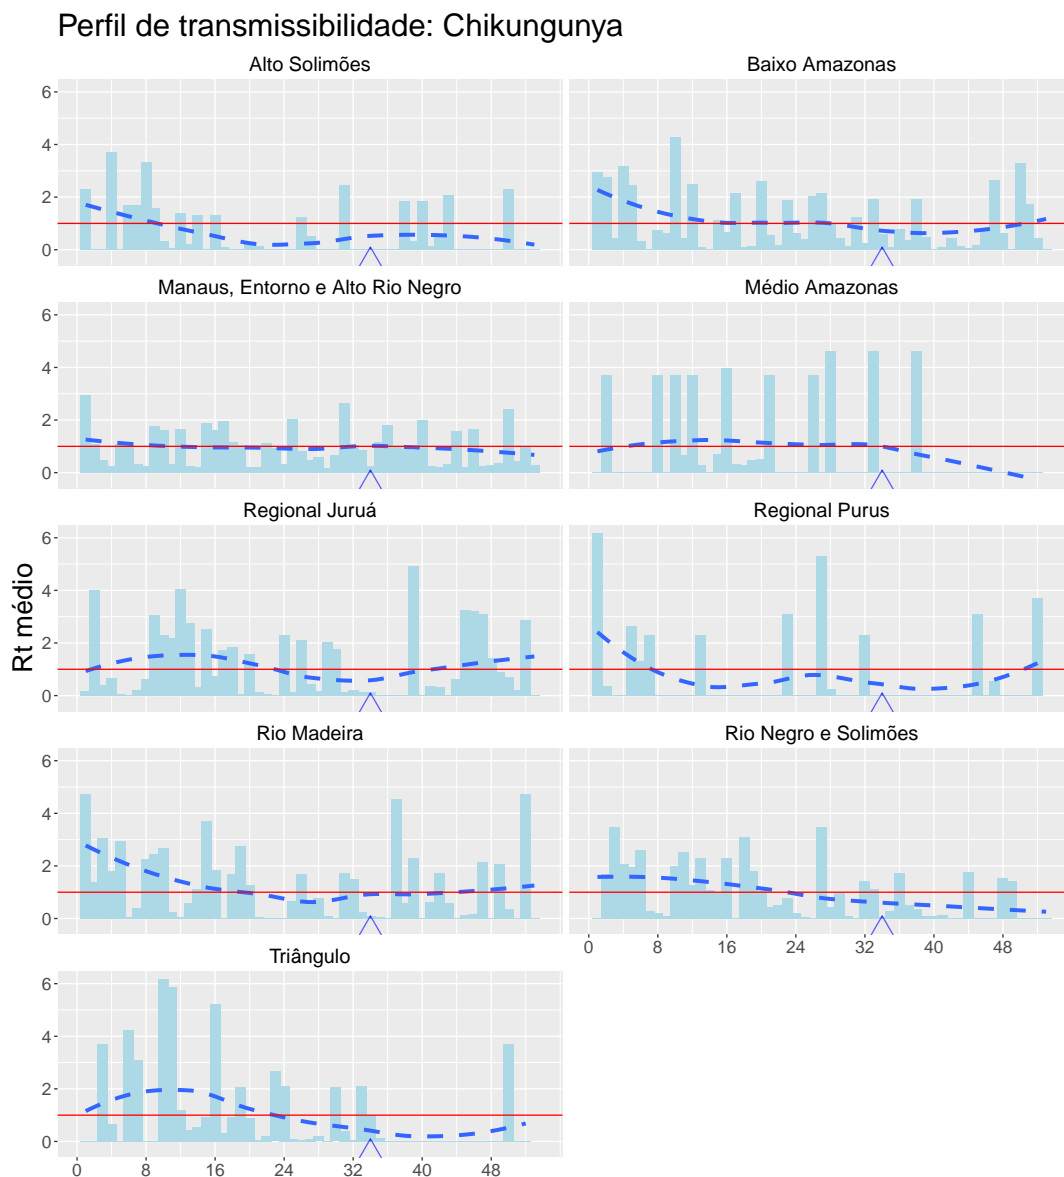 Perfil de transmissibilidade: Chikungunya
Alto Solimões
Baixo Amazonas
6
4
2
0
Manaus, Entorno e Alto Rio Negro
Médio Amazonas
6
4
2
0
Regional Juruá
Regional Purus
6
4
2
0
Rt médio
Rio Madeira
Rio Negro e Solimões
6
4
2
0
0 8 16 24 32 40 48
Triângulo
6
4
2
0
0 8 16 24 32 40 48